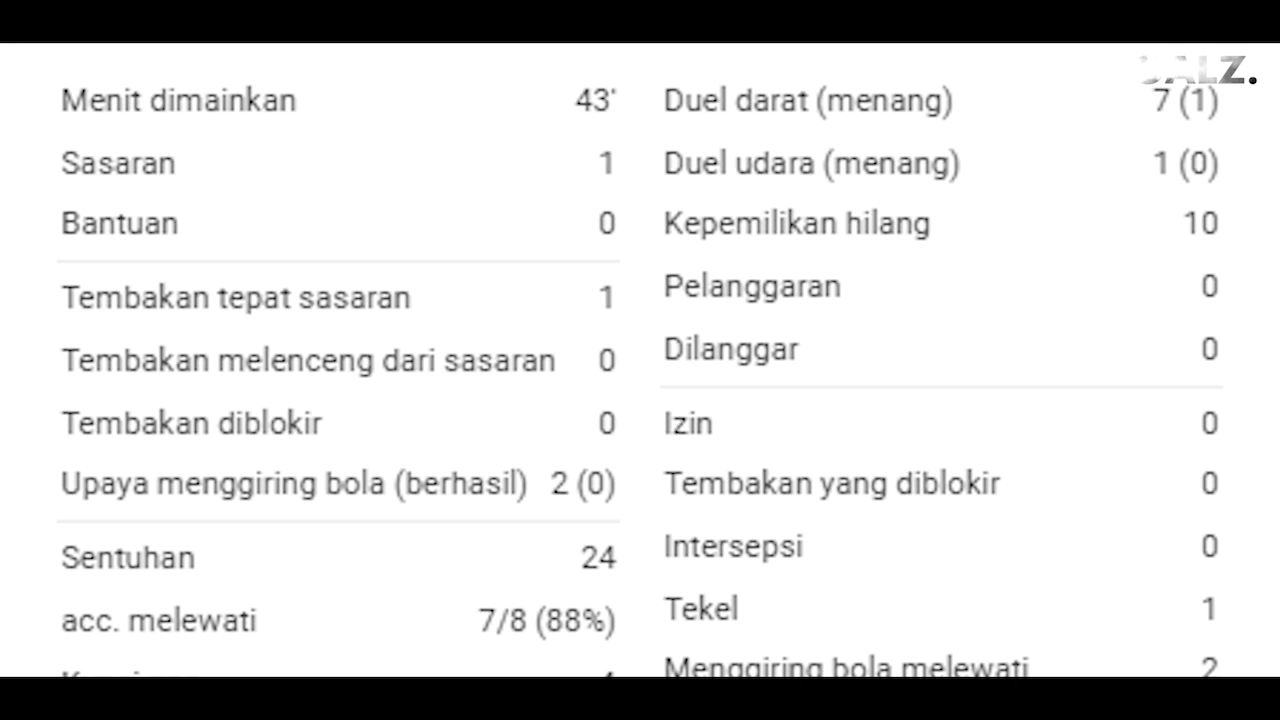 Menit dimainkan 43'
Sasaran 1
Bantuan 0
Tembakan tepat sasaran 1
Tembakan melenceng dari sasaran 0
Tembakan diblokir 0
Upaya menggiring bola (berhasil) 2 (0)
Sentuhan 24
acc. melewati 7/8 (88%)
Duel darat (menang) 7 (1)
Duel udara (menang) 1 (0)
Kepemilikan hilang 10
Pelanggaran 0
Dilanggar 0
Izin 0
Tembakan yang diblokir 0
Intersepsi 0
Tekel 1
Menggiring bola melewati 2